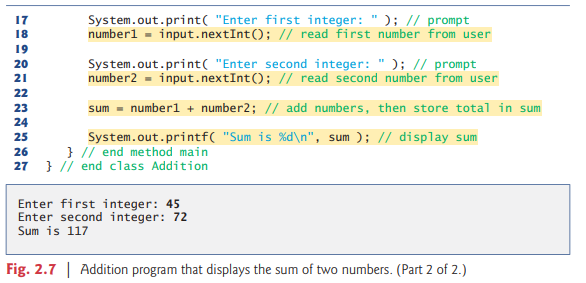 17 System.out.print( "Enter first integer: " ); // prompt
18 number1 = input.nextInt(); // read first number from user
19
20 System.out.print( "Enter second integer: " ); // prompt
21 number2 = input.nextInt(); // read second number from user
22
23 sum = number1 + number2; // add numbers, then store total in sum
24
25 System.out.printf( "Sum is %d\n", sum ); // display sum
26 } // end method main
27 } // end class Addition
Enter first integer: 45
Enter second integer: 72
Sum is 117
Fig. 2.7 | Addition program that displays the sum of two numbers. (Part 2 of 2.)